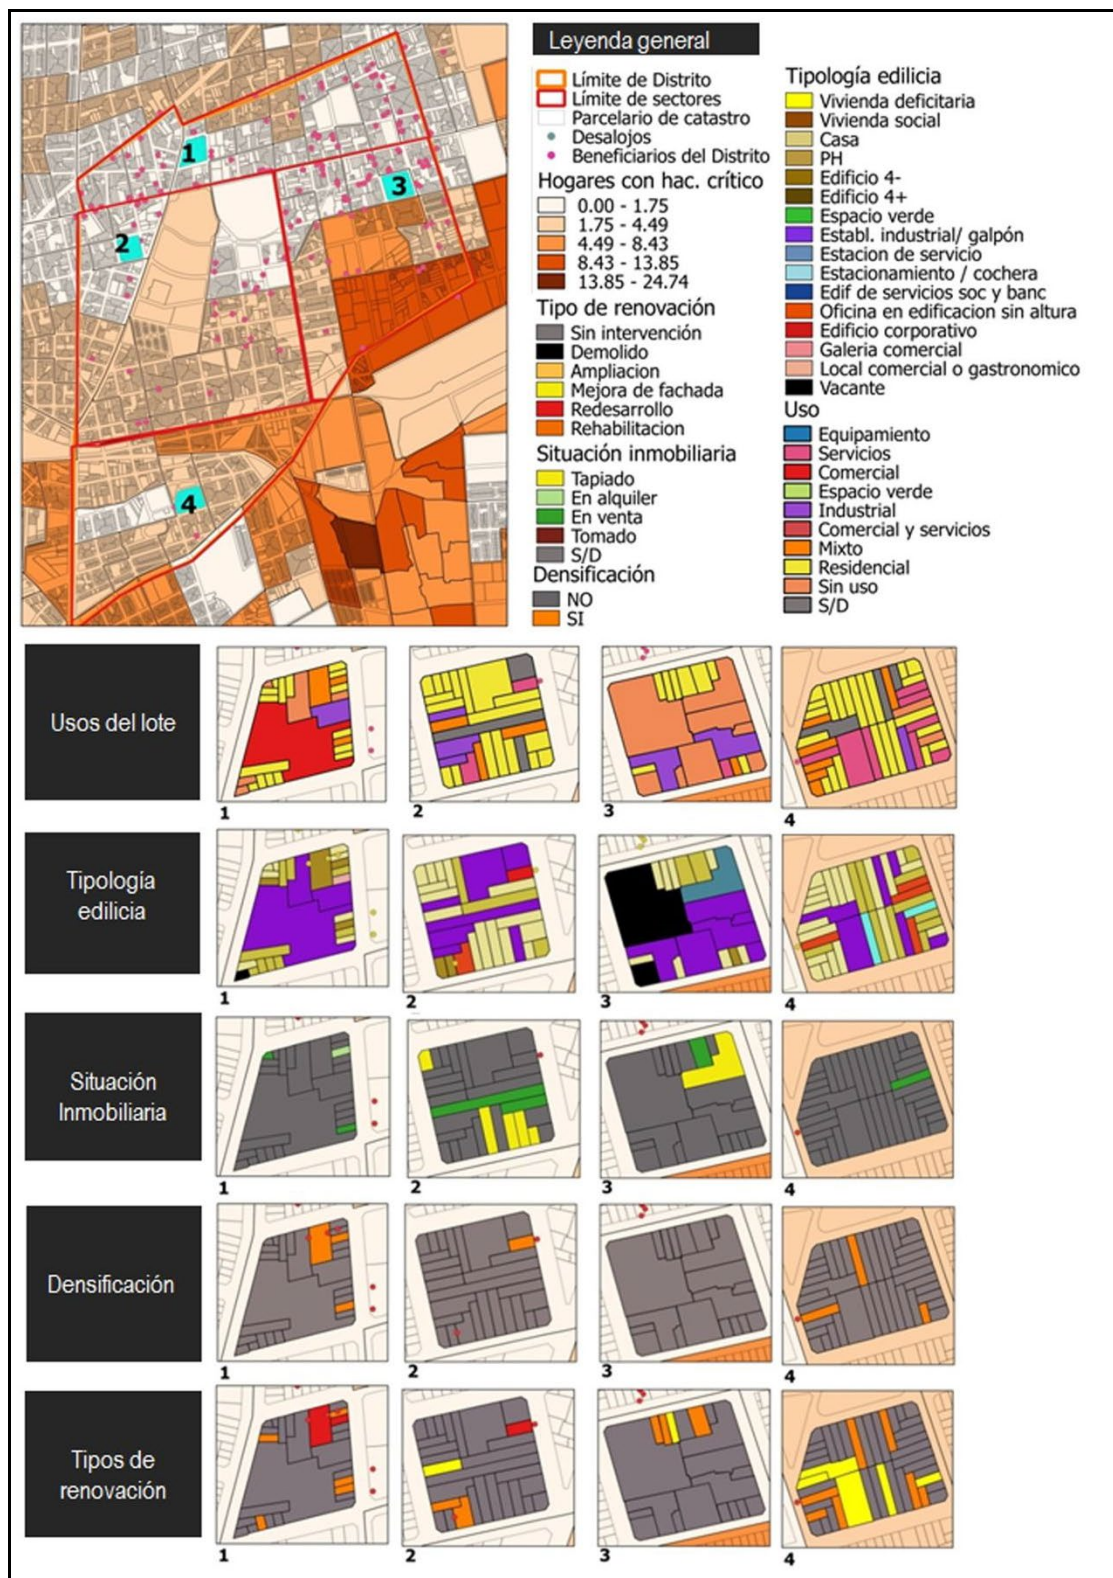 Leyenda general
Límite de Distrito
Límite de sectores
Parcelario de catastro
Desalojos
Beneficiarios del Distrito
Hogares con hac. crítico
0.00 - 1.75
1.75 - 4.49
4.49 - 8.43
8.43 - 13.85
13.85 - 24.74
Tipo de renovación
Sin intervención
Demolido
Ampliacion
Mejora de fachada
Redesarrollo
Rehabilitacion
Situación inmobiliaria
Tapiado
En alquiler
En venta
Tomado
S/D
Densificación
NO
SI
Tipología edilicia
Vivienda deficitaria
Vivienda social
Casa
PH
Edificio 4-
Edificio 4+
Espacio verde
Establ. industrial/ galpón
Estacion de servicio
Estacionamiento / cochera
Edif de servicios soc y banc
Oficina en edificacion sin altura
Edificio corporativo
Galeria comercial
Local comercial o gastronomico
Vacante
Uso
Equipamiento
Servicios
Comercial
Espacio verde
Industrial
Comercial y servicios
Mixto
Residencial
Sin uso
S/D
1
2
3
4
Usos del lote
1 2 3 4
Tipología
edilicia
1 2 3 4
Situación
Inmobiliaria
1 2 3 4
Densificación
1 2 3 4
Tipos de
renovación
1 2 3 4